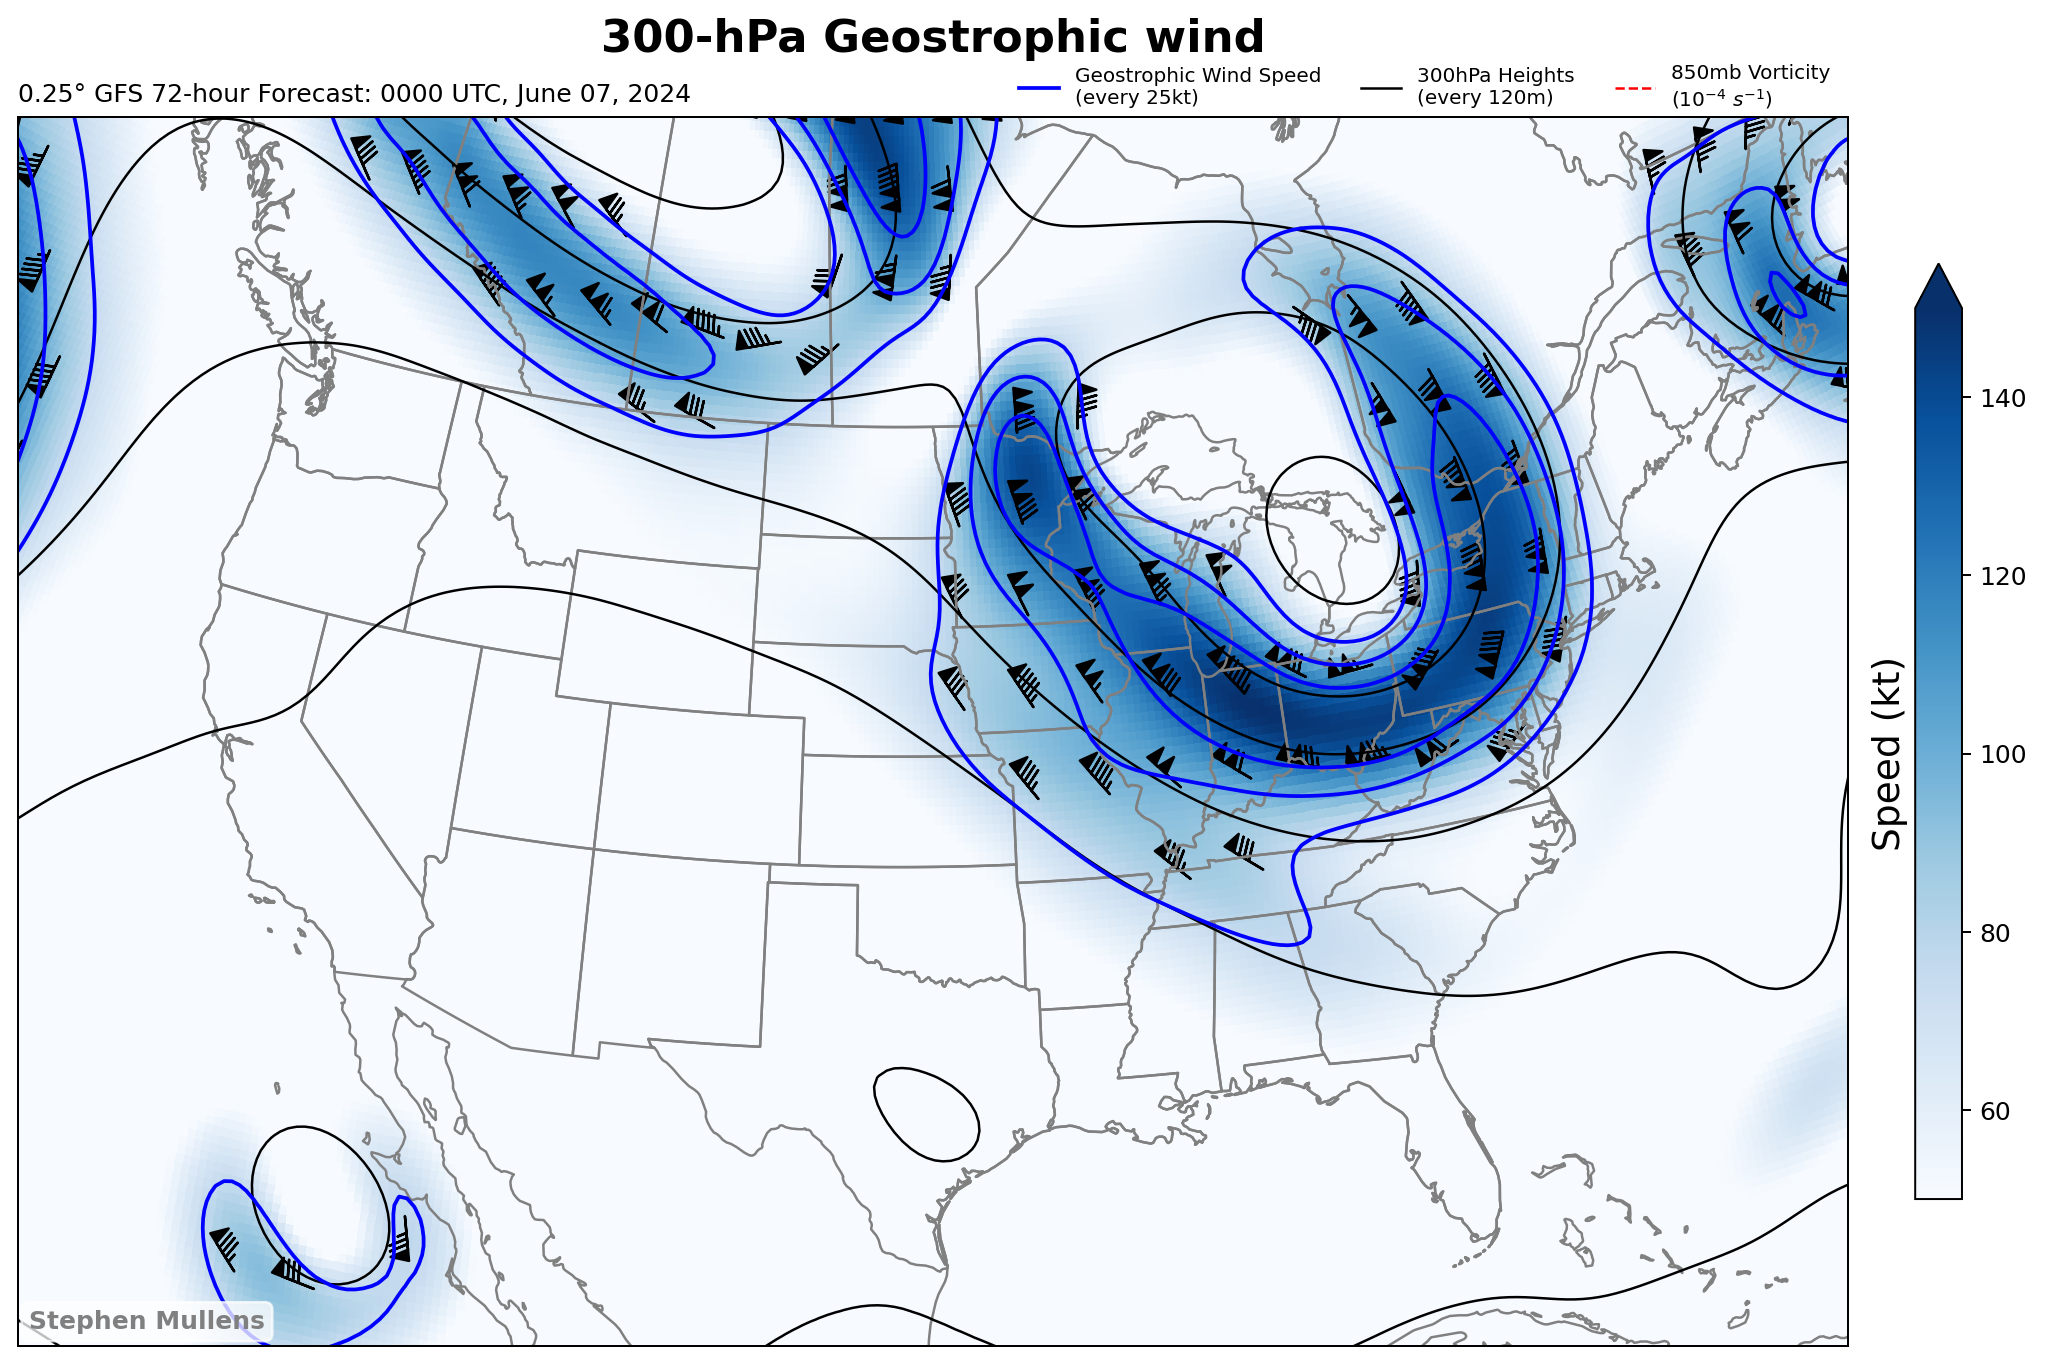 300-hPa Geostrophic wind
0.25° GFS 72-hour Forecast: 0000 UTC, June 07, 2024
Geostrophic Wind Speed
(every 25kt)
300hPa Heights
(every 120m)
850mb Vorticity
(10⁻⁴ s⁻¹)
140
120
100
80
60
Speed (kt)
Stephen Mullens